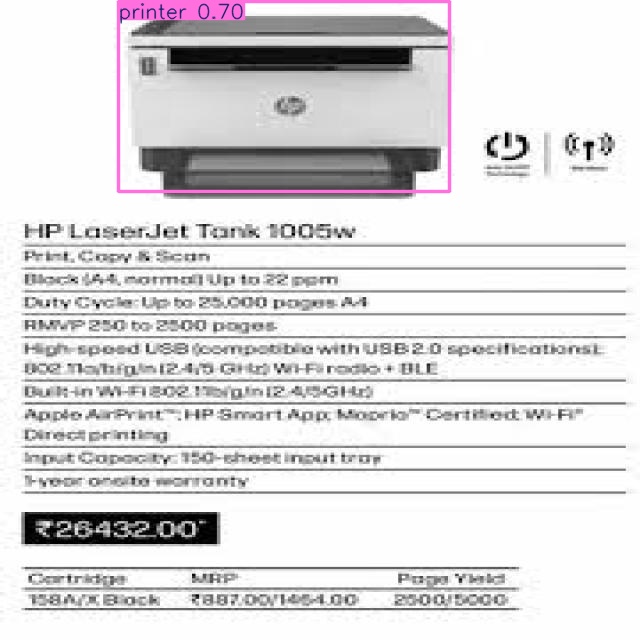 printer 0.70
hp
HP LaserJet Tank 1005w
Print, Copy & Scan
Black (A4, normal) Up to 22 ppm
Duty Cycle: Up to 25,000 pages A4
RMVP 250 to 2500 pages
High-speed USB (compatible with USB 2.0 specifications);
802.11a/b/g/n (2.4/5 GHz) Wi-Fi radio + BLE
Built-in Wi-Fi 802.11b/g/n (2.4/5GHz)
Apple AirPrint™; HP Smart App; Mopria™ Certified; Wi-Fi®
Direct printing
Input Capacity: 150-sheet input tray
1-year onsite warranty
₹26432.00*
Cartridge MRP Page Yield
158A/X Black ₹887.00/1464.00 2500/5000